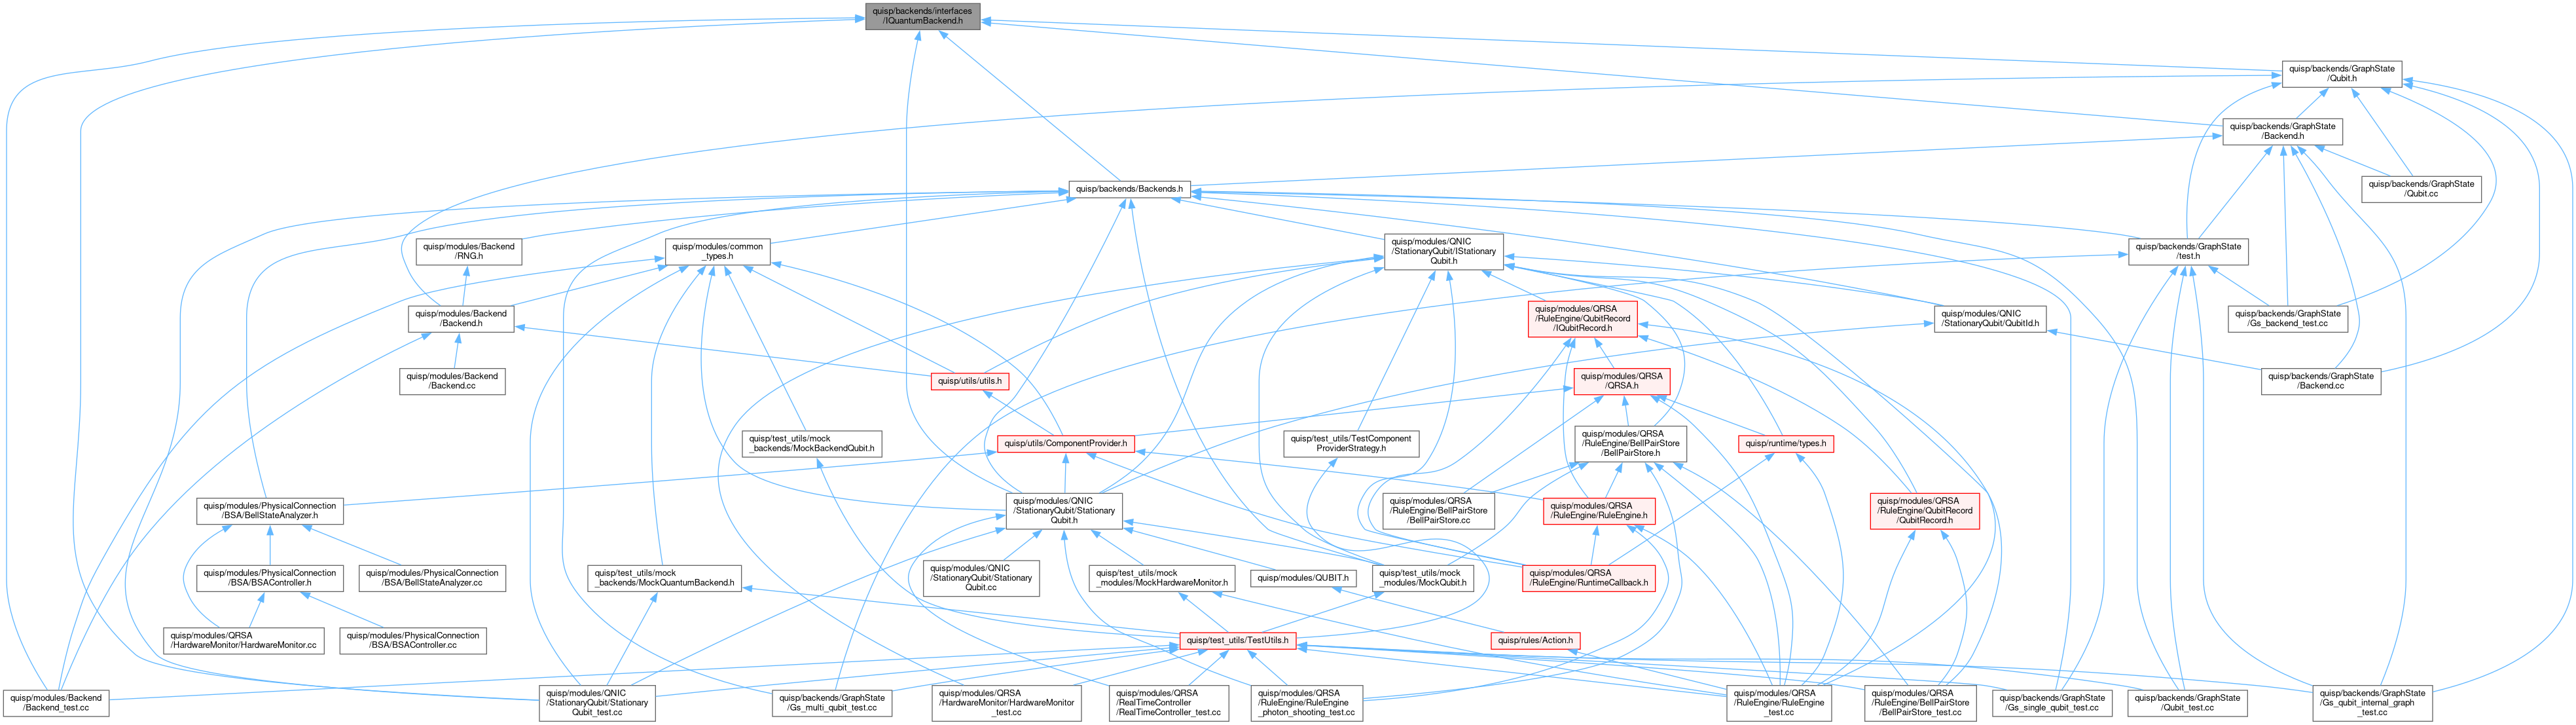 quisp/backends/interfaces
/IQuantumBackend.h
quisp/backends/GraphState
/Qubit.h
quisp/backends/GraphState
/Backend.h
quisp/backends/Backends.h
quisp/backends/GraphState
/Qubit.cc
quisp/modules/Backend
/RNG.h
quisp/modules/common
_types.h
quisp/modules/QNIC
/StationaryQubit/IStationary
Qubit.h
quisp/backends/GraphState
/test.h
quisp/modules/Backend
/Backend.h
quisp/modules/QRSA
/RuleEngine/QubitRecord
/IQubitRecord.h
quisp/modules/QNIC
/StationaryQubit/QubitId.h
quisp/backends/GraphState
/Gs_backend_test.cc
quisp/modules/Backend
/Backend.cc
quisp/utils/utils.h
quisp/modules/QRSA
/QRSA.h
quisp/backends/GraphState
/Backend.cc
quisp/test_utils/mock
_backends/MockBackendQubit.h
quisp/utils/ComponentProvider.h
quisp/test_utils/TestComponent
ProviderStrategy.h
quisp/modules/QRSA
/RuleEngine/BellPairStore
/BellPairStore.h
quisp/runtime/types.h
quisp/modules/PhysicalConnection
/BSA/BellStateAnalyzer.h
quisp/modules/QNIC
/StationaryQubit/Stationary
Qubit.h
quisp/modules/QRSA
/RuleEngine/BellPairStore
/BellPairStore.cc
quisp/modules/QRSA
/RuleEngine/RuleEngine.h
quisp/modules/QRSA
/RuleEngine/QubitRecord
/QubitRecord.h
quisp/modules/PhysicalConnection
/BSA/BSAController.h
quisp/modules/PhysicalConnection
/BSA/BellStateAnalyzer.cc
quisp/test_utils/mock
_backends/MockQuantumBackend.h
quisp/modules/QNIC
/StationaryQubit/Stationary
Qubit.cc
quisp/test_utils/mock
_modules/MockHardwareMonitor.h
quisp/modules/QUBIT.h
quisp/test_utils/mock
_modules/MockQubit.h
quisp/modules/QRSA
/RuleEngine/RuntimeCallback.h
quisp/modules/QRSA
/HardwareMonitor/HardwareMonitor.cc
quisp/modules/PhysicalConnection
/BSA/BSAController.cc
quisp/test_utils/TestUtils.h
quisp/rules/Action.h
quisp/modules/Backend
/Backend_test.cc
quisp/modules/QNIC
/StationaryQubit/Stationary
Qubit_test.cc
quisp/backends/GraphState
/Gs_multi_qubit_test.cc
quisp/modules/QRSA
/HardwareMonitor/HardwareMonitor
_test.cc
quisp/modules/QRSA
/RealTimeController
/RealTimeController_test.cc
quisp/modules/QRSA
/RuleEngine/RuleEngine
_photon_shooting_test.cc
quisp/modules/QRSA
/RuleEngine/RuleEngine
_test.cc
quisp/modules/QRSA
/RuleEngine/BellPairStore
/BellPairStore_test.cc
quisp/backends/GraphState
/Gs_single_qubit_test.cc
quisp/backends/GraphState
/Qubit_test.cc
quisp/backends/GraphState
/Gs_qubit_internal_graph
_test.cc